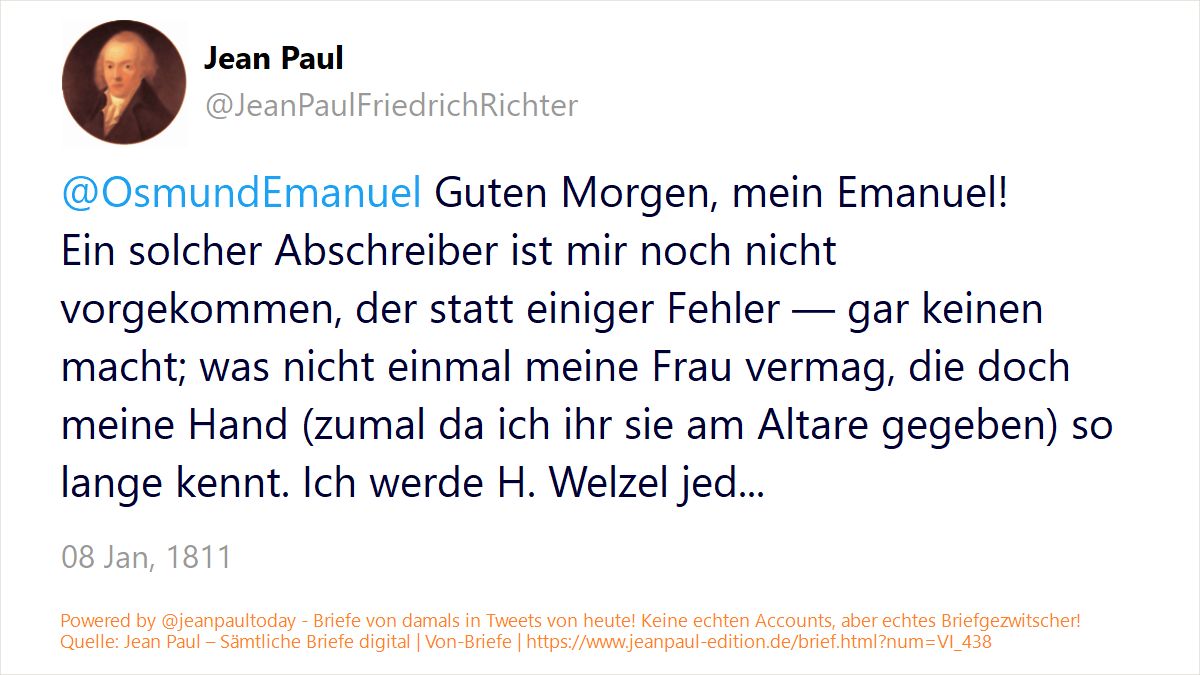 Jean Paul
@JeanPaulFriedrichRichter
@OsmundEmanuel Guten Morgen, mein Emanuel!
Ein solcher Abschreiber ist mir noch nicht
vorgekommen, der statt einiger Fehler — gar keinen
macht; was nicht einmal meine Frau vermag, die doch
meine Hand (zumal da ich ihr sie am Altare gegeben) so
lange kennt. Ich werde H. Welzel jed...
08 Jan, 1811
Powered by @jeanpaultoday - Briefe von damals in Tweets von heute! Keine echten Accounts, aber echtes Briefgezwitscher!
Quelle: Jean Paul – Sämtliche Briefe digital | Von-Briefe | https://www.jeanpaul-edition.de/brief.html?num=VI_438